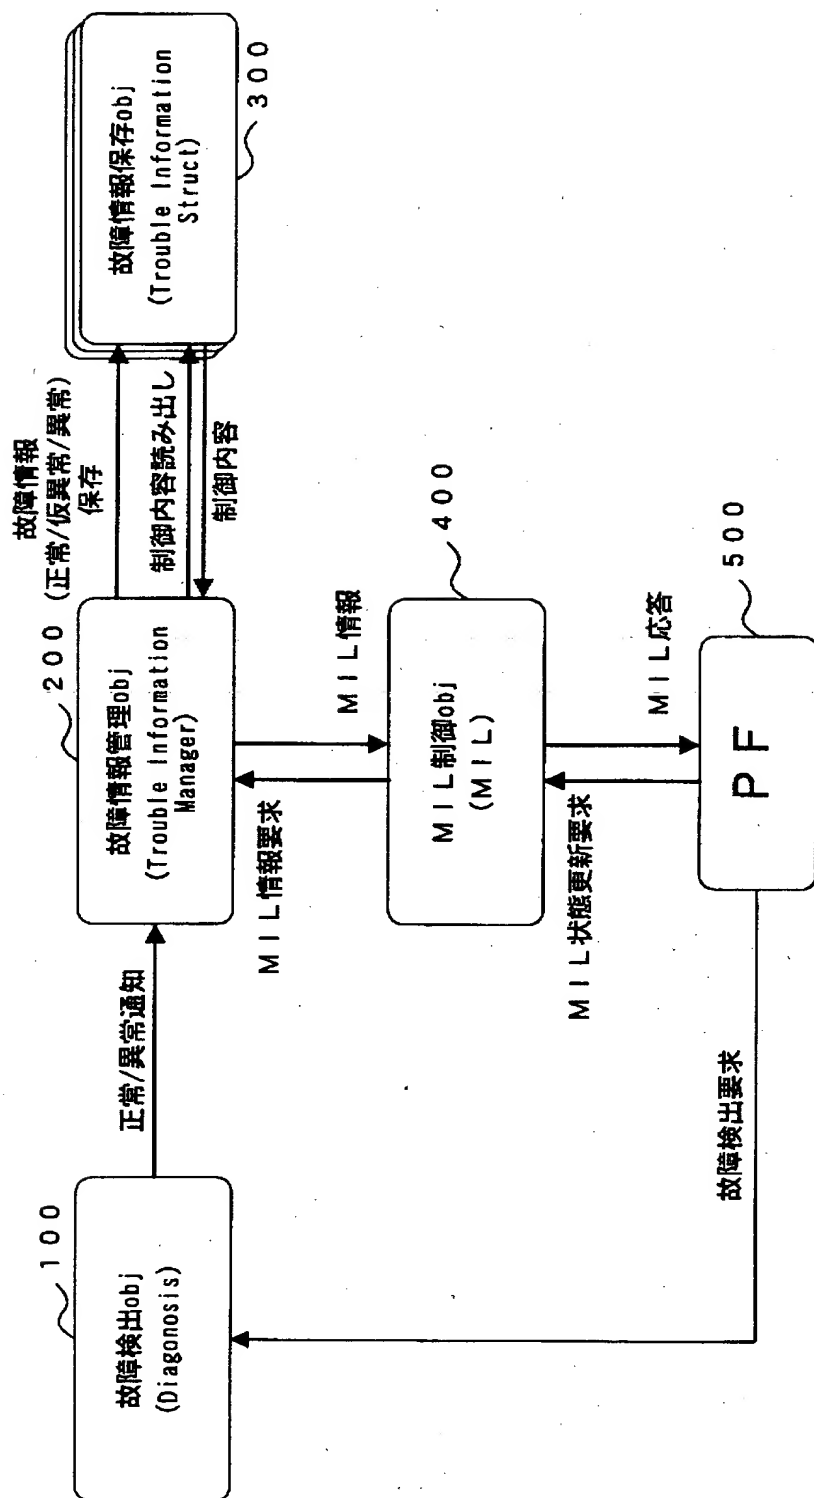 100
故障検出obj
(Diagonosis)
正常/異常通知
200
故障情報管理obj
(Trouble Information
Manager)
故障情報
(正常/仮異常/異常)
保存
制御内容読み出し
制御内容
故障情報保存obj
(Trouble Information
Struct)
300
MIL情報要求
MIL情報
400
MIL制御obj
(MIL)
MIL状態更新要求
MIL応答
500
PF
故障検出要求